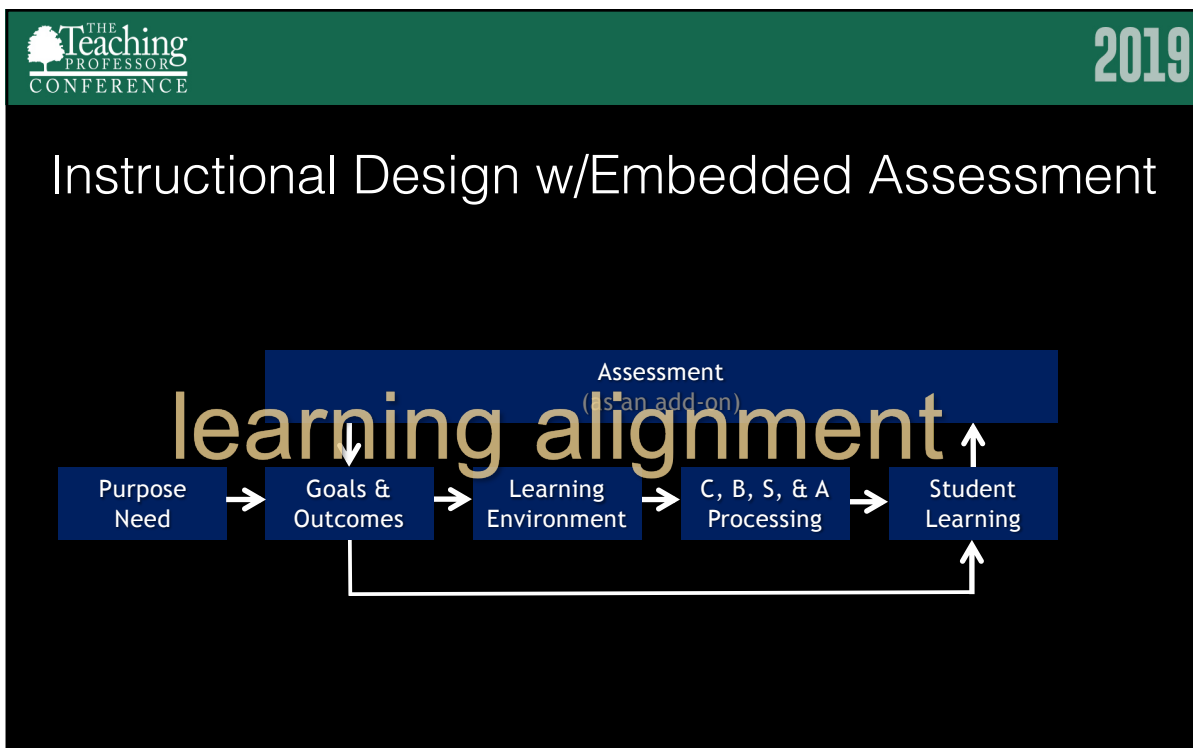 THE
Teaching
PROFESSOR
CONFERENCE
2019
Instructional Design w/Embedded Assessment
Assessment
(as an add-on)
learning alignment
Purpose
Need
Goals &
Outcomes
Learning
Environment
C, B, S, & A
Processing
Student
Learning